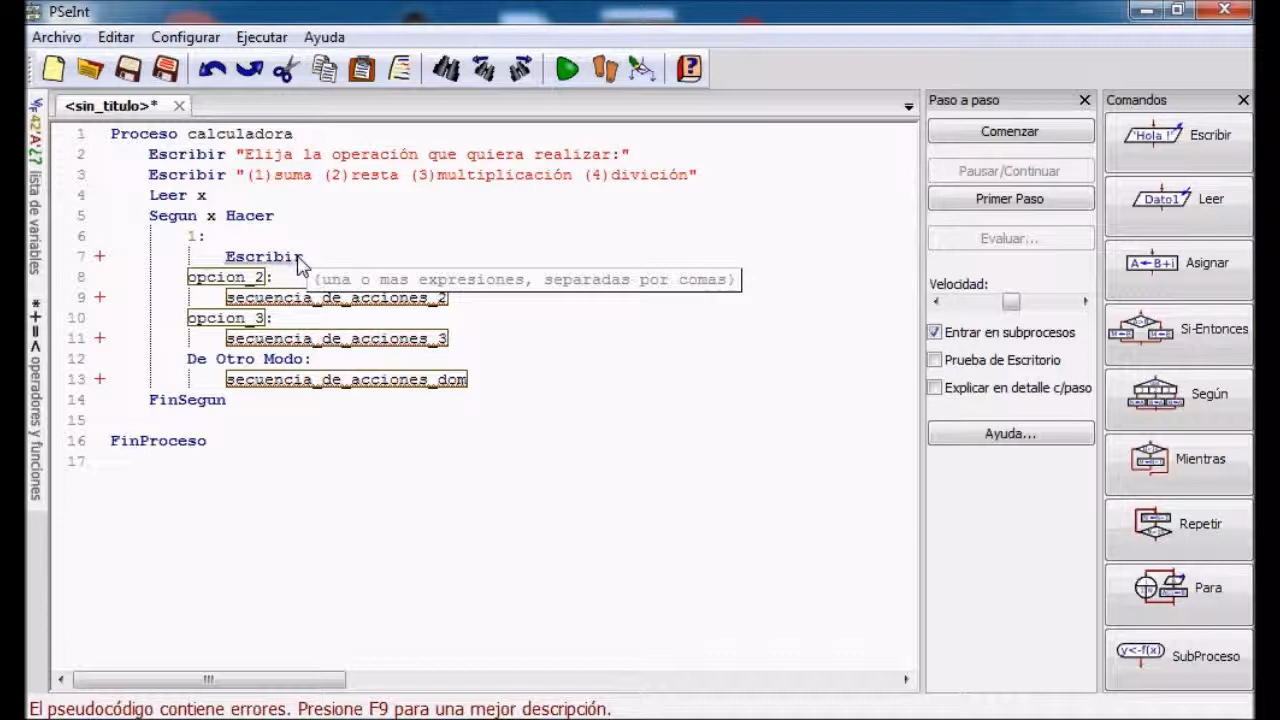 PSeInt
Archivo Editar Configurar Ejecutar Ayuda
<sin_titulo>*
1 Proceso calculadora
2 Escribir "Elija la operación que quiera realizar:"
3 Escribir "(1)suma (2)resta (3)multiplicación (4)división"
4 Leer x
5 Segun x Hacer
6 1:
7 Escribir
8 opcion_2:
(una o mas expresiones, separadas por comas)
9 secuencia_de_acciones_2
10 opcion_3:
11 secuencia_de_acciones_3
12 De Otro Modo:
13 secuencia_de_acciones_dom
14 FinSegun
15
16 FinProceso
17
lista de variables
*+=< operadores y funciones
Paso a paso
Comenzar
Pausar/Continuar
Primer Paso
Evaluar...
Velocidad:
Entrar en subprocesos
Prueba de Escritorio
Explicar en detalle c/paso
Ayuda...
Comandos
'Hola !' Escribir
Dato1 Leer
A←B+i Asignar
Si-Entonces
Según
Mientras
Repetir
Para
y<-f(x) SubProceso
El pseudocódigo contiene errores. Presione F9 para una mejor descripción.